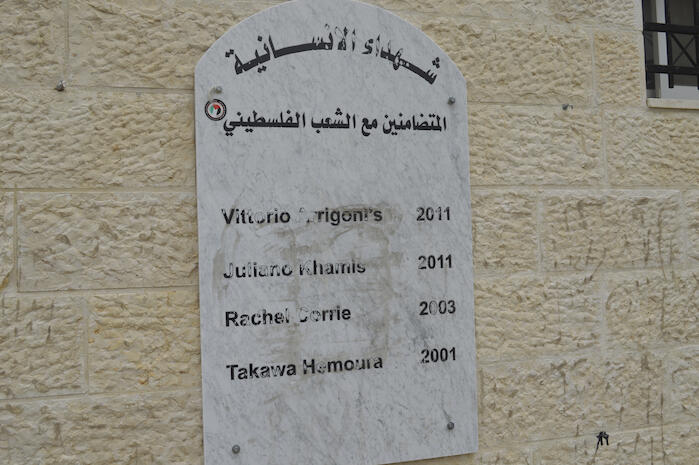 شهداء الانسانية
المتضامنين مع الشعب الفلسطيني
Vittorio Arrigoni's 2011
Juliano Khamis 2011
Rachel Corrie 2003
Takawa Hemoura 2001